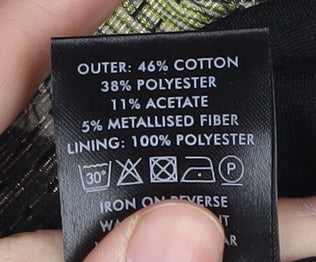 OUTER: 46% COTTON
38% POLYESTER
11% ACETATE
5% METALLISED FIBER
LINING: 100% POLYESTER
30° P
IRON ON REVERSE